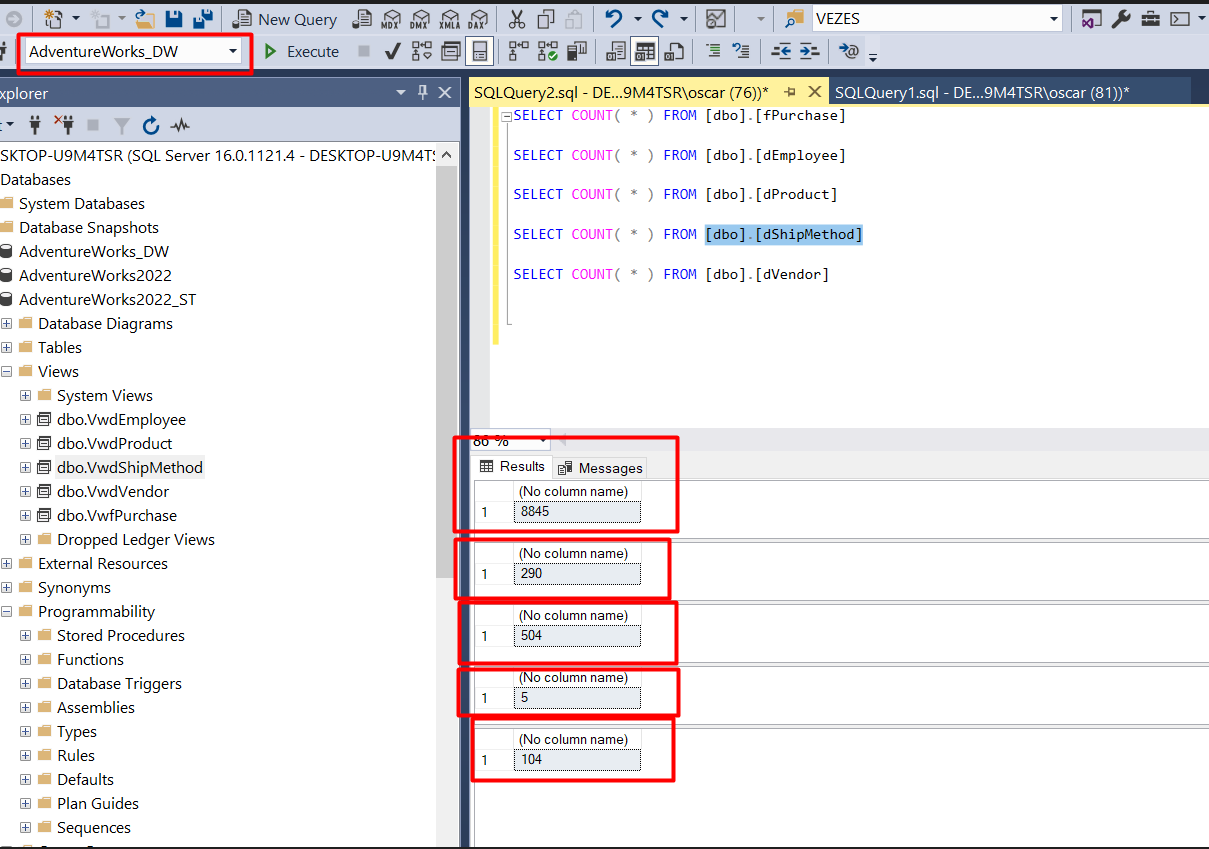 New Query MDX DMX XMLA DAX VEZES
AdventureWorks_DW Execute
xplorer
SQLQuery2.sql - DE...9M4TSR\oscar (76))* SQLQuery1.sql - DE...9M4TSR\oscar (81))*
SELECT COUNT( * ) FROM [dbo].[fPurchase]
SELECT COUNT( * ) FROM [dbo].[dEmployee]
SELECT COUNT( * ) FROM [dbo].[dProduct]
SELECT COUNT( * ) FROM [dbo].[dShipMethod]
SELECT COUNT( * ) FROM [dbo].[dVendor]
SKTOP-U9M4TSR (SQL Server 16.0.1121.4 - DESKTOP-U9M4TS
Databases
System Databases
Database Snapshots
AdventureWorks_DW
AdventureWorks2022
AdventureWorks2022_ST
Database Diagrams
Tables
Views
System Views
dbo.VwdEmployee
dbo.VwdProduct
dbo.VwdShipMethod
dbo.VwdVendor
dbo.VwfPurchase
Dropped Ledger Views
External Resources
Synonyms
Programmability
Stored Procedures
Functions
Database Triggers
Assemblies
Types
Rules
Defaults
Plan Guides
Sequences
86 %
Results Messages
(No column name)
1 8845
(No column name)
1 290
(No column name)
1 504
(No column name)
1 5
(No column name)
1 104